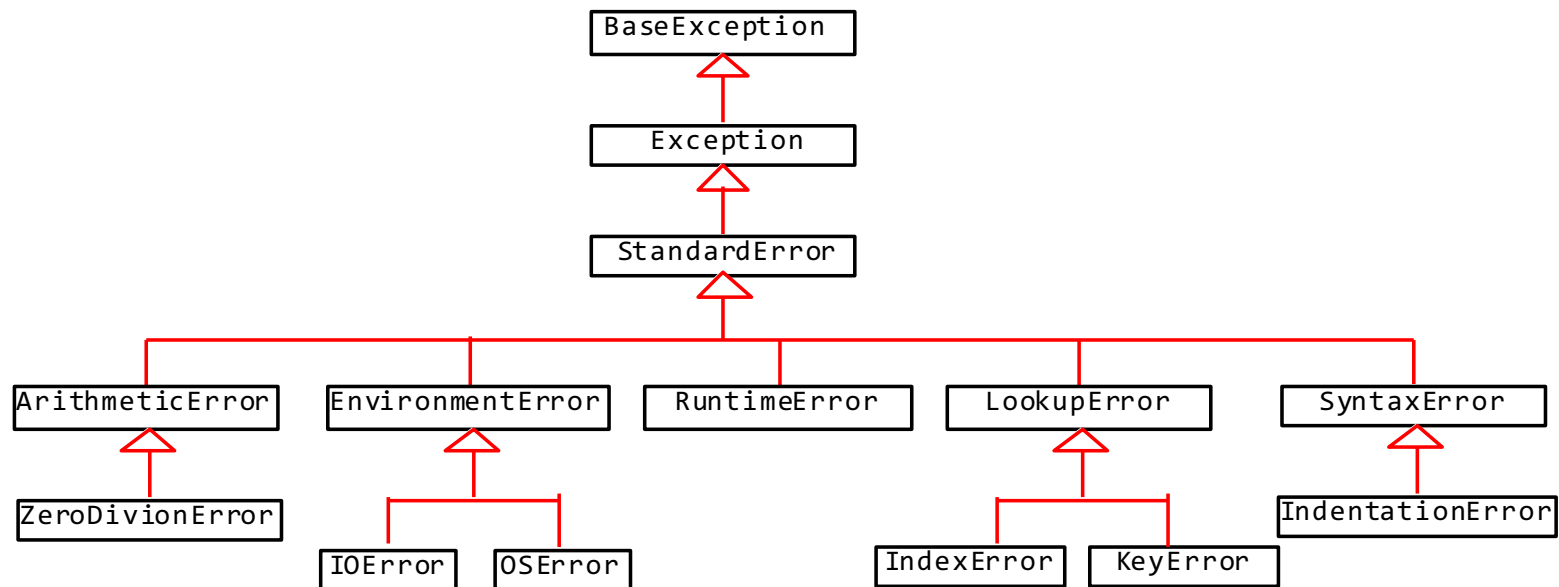 BaseException
Exception
StandardError
ArithmeticError
EnvironmentError
RuntimeError
LookupError
SyntaxError
ZeroDivionError
IndentationError
IOError
OSError
IndexError
KeyError